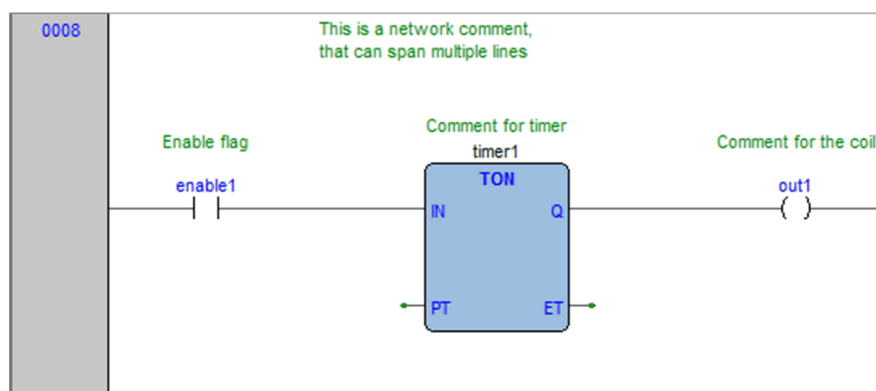 0008
This is a network comment,
that can span multiple lines
Enable flag
Comment for timer
Comment for the coil
enable1
timer1
out1
TON
IN
Q
PT
ET